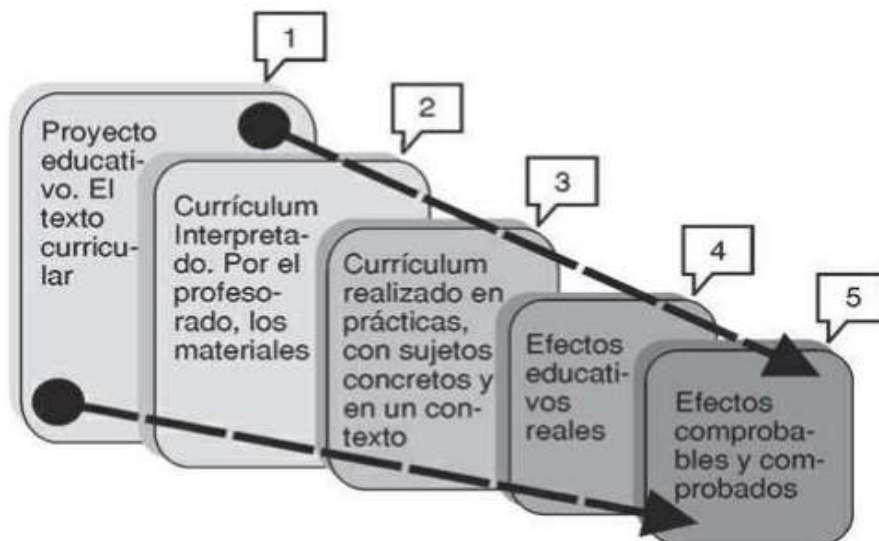 1
Proyecto
educati-
vo. El
texto
curricu-
lar
2
Currículum
Interpreta-
do. Por el
profeso-
rado, los
materiales
3
Currículum
realizado en
prácticas,
con sujetos
concretos y
en un con-
texto
4
Efectos
educati-
vos
reales
5
Efectos
comproba-
bles y com-
probados